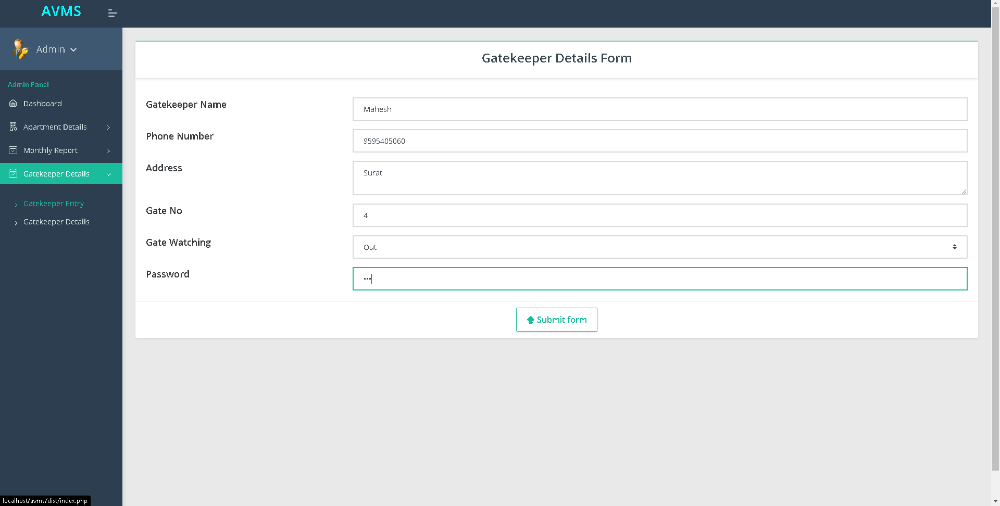 AVMS
Admin
Admin Panel
Dashboard
Apartment Details
Monthly Report
Gatekeeper Details
Gatekeeper Entry
Gatekeeper Details
Gatekeeper Details Form
Gatekeeper Name
Mahesh
Phone Number
9595405060
Address
Surat
Gate No
4
Gate Watching
Out
Password
•••
Submit form
localhost/avms/dist/index.php